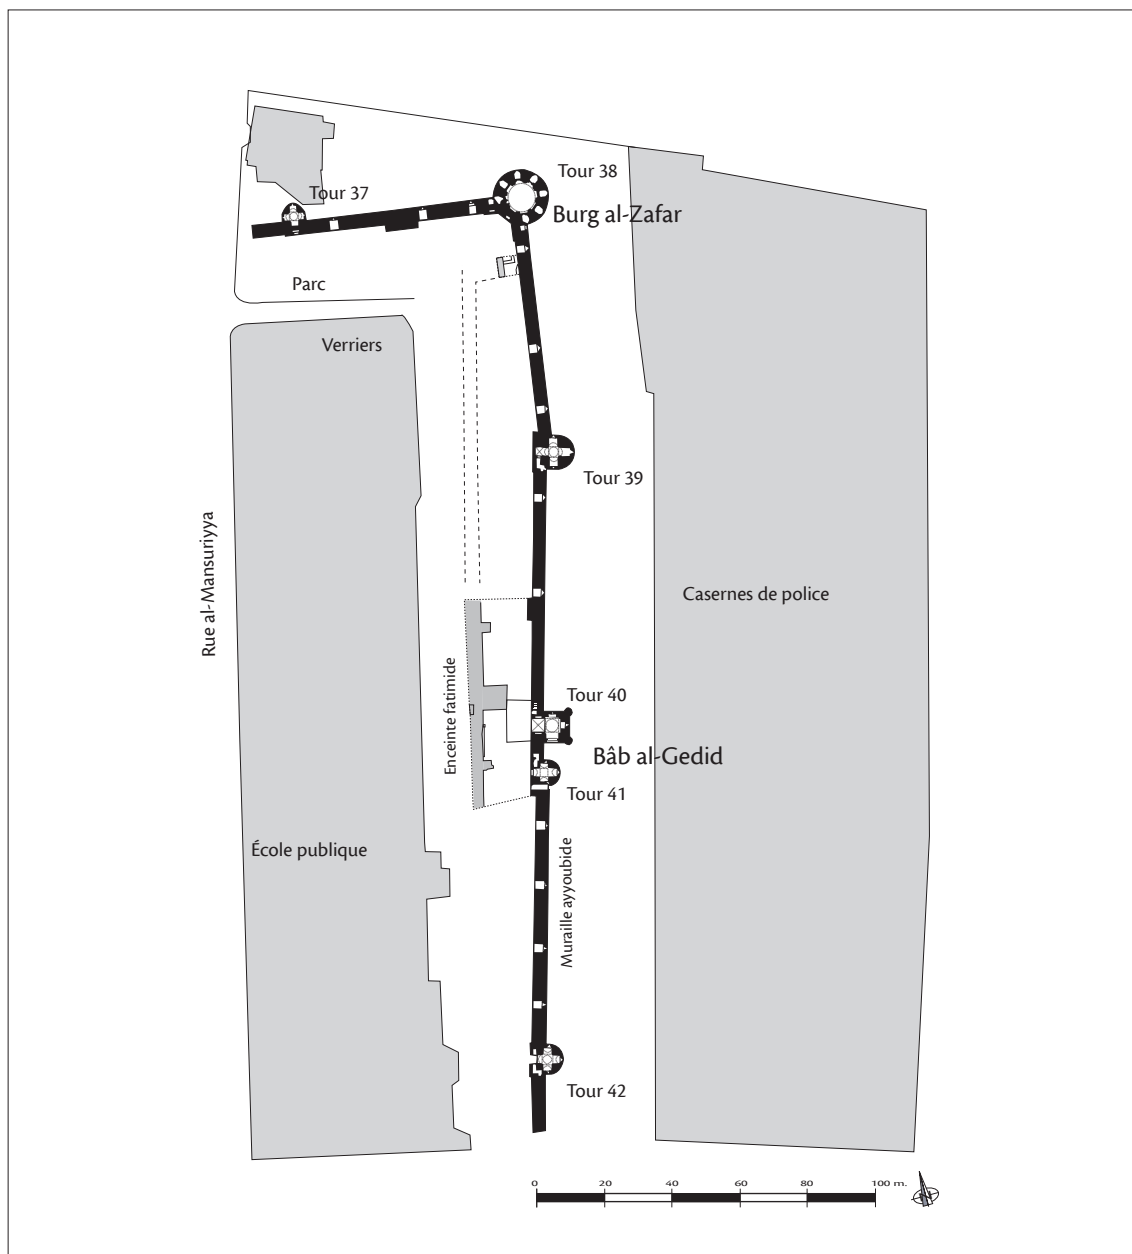 Tour 38
Tour 37
Burg al-Zafar
Parc
Verriers
Tour 39
Rue al-Mansuriyya
Casernes de police
Enceinte fatimide
Tour 40
Bâb al-Gedid
Tour 41
École publique
Muraille ayyoubide
Tour 42
0 20 40 60 80 100 m.